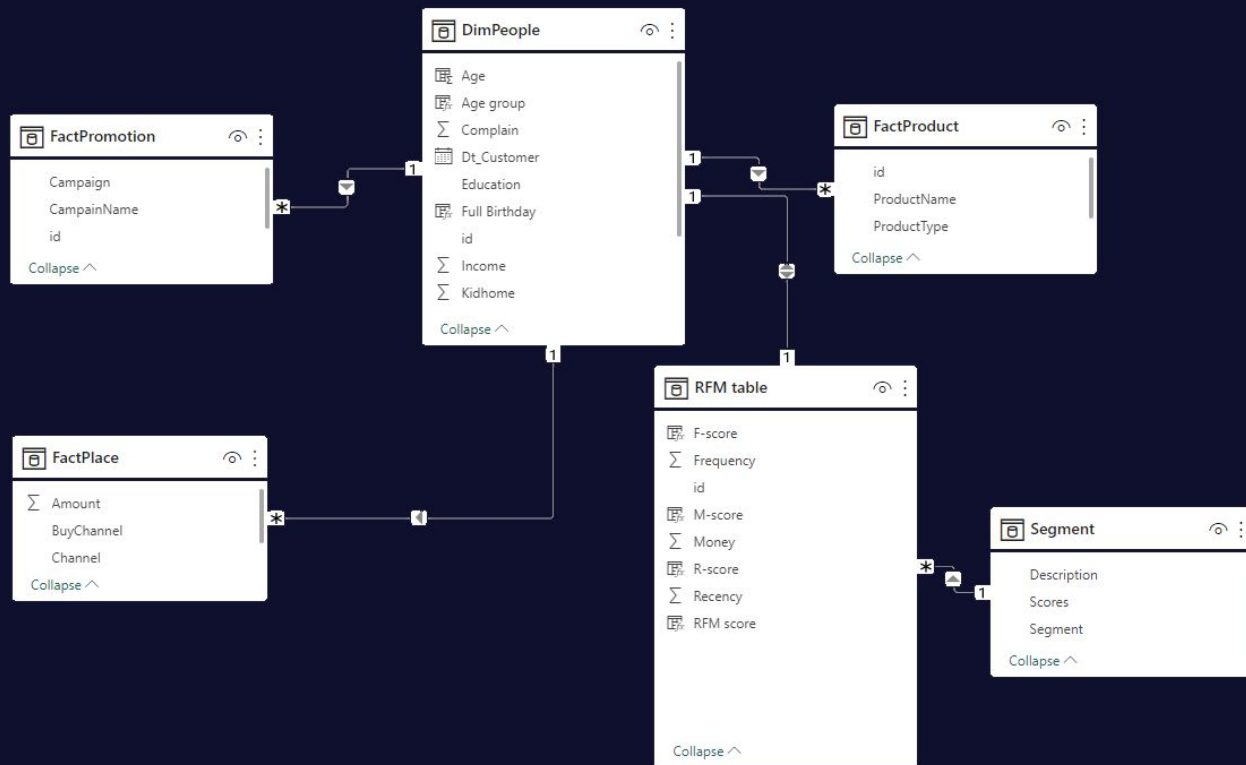 DimPeople
Age
Age group
Complain
Dt_Customer
Education
Full Birthday
id
Income
Kidhome
Collapse
FactPromotion
Campaign
CampainName
id
Collapse
1
*
FactProduct
id
ProductName
ProductType
Collapse
1
*
1
1
FactPlace
Amount
BuyChannel
Channel
Collapse
1
*
RFM table
F-score
Frequency
id
M-score
Money
R-score
Recency
RFM score
Collapse
*
1
Segment
Description
Scores
Segment
Collapse